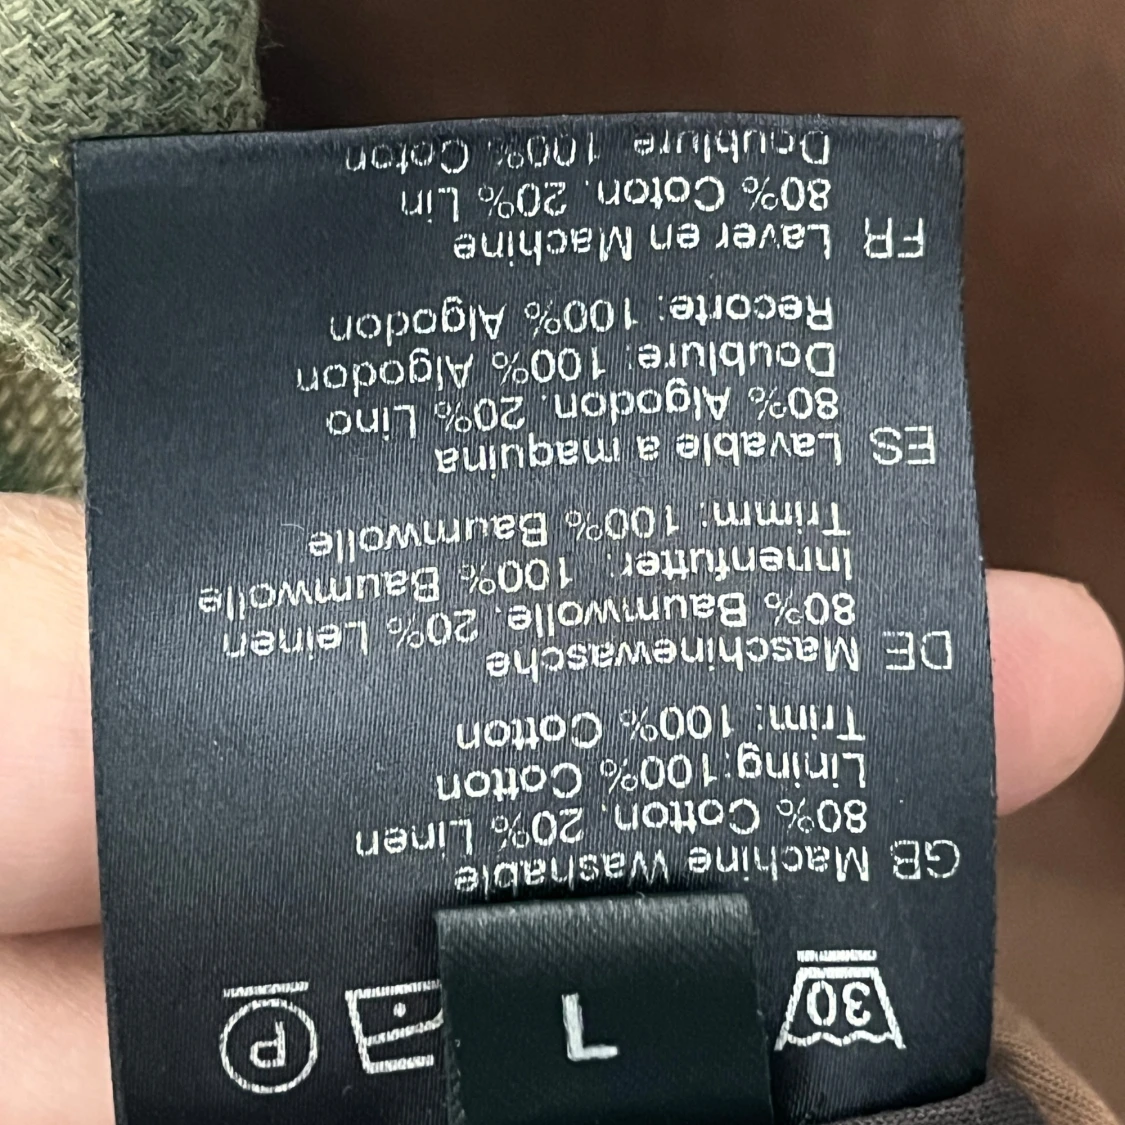 30
L
P
GB Machine Washable
80% Cotton, 20% Linen
Lining:100% Cotton
Trim: 100% Cotton
DE Maschinewasche
80% Baumwolle, 20% Leinen
Innenfutter: 100% Baumwolle
Trimm: 100% Baumwolle
ES Lavable a maquina
80% Algodon, 20% Lino
Doublure: 100% Algodon
Recorte: 100% Algodon
FR Laver en Machine
80% Coton, 20% Lin
Doublure: 100% Coton